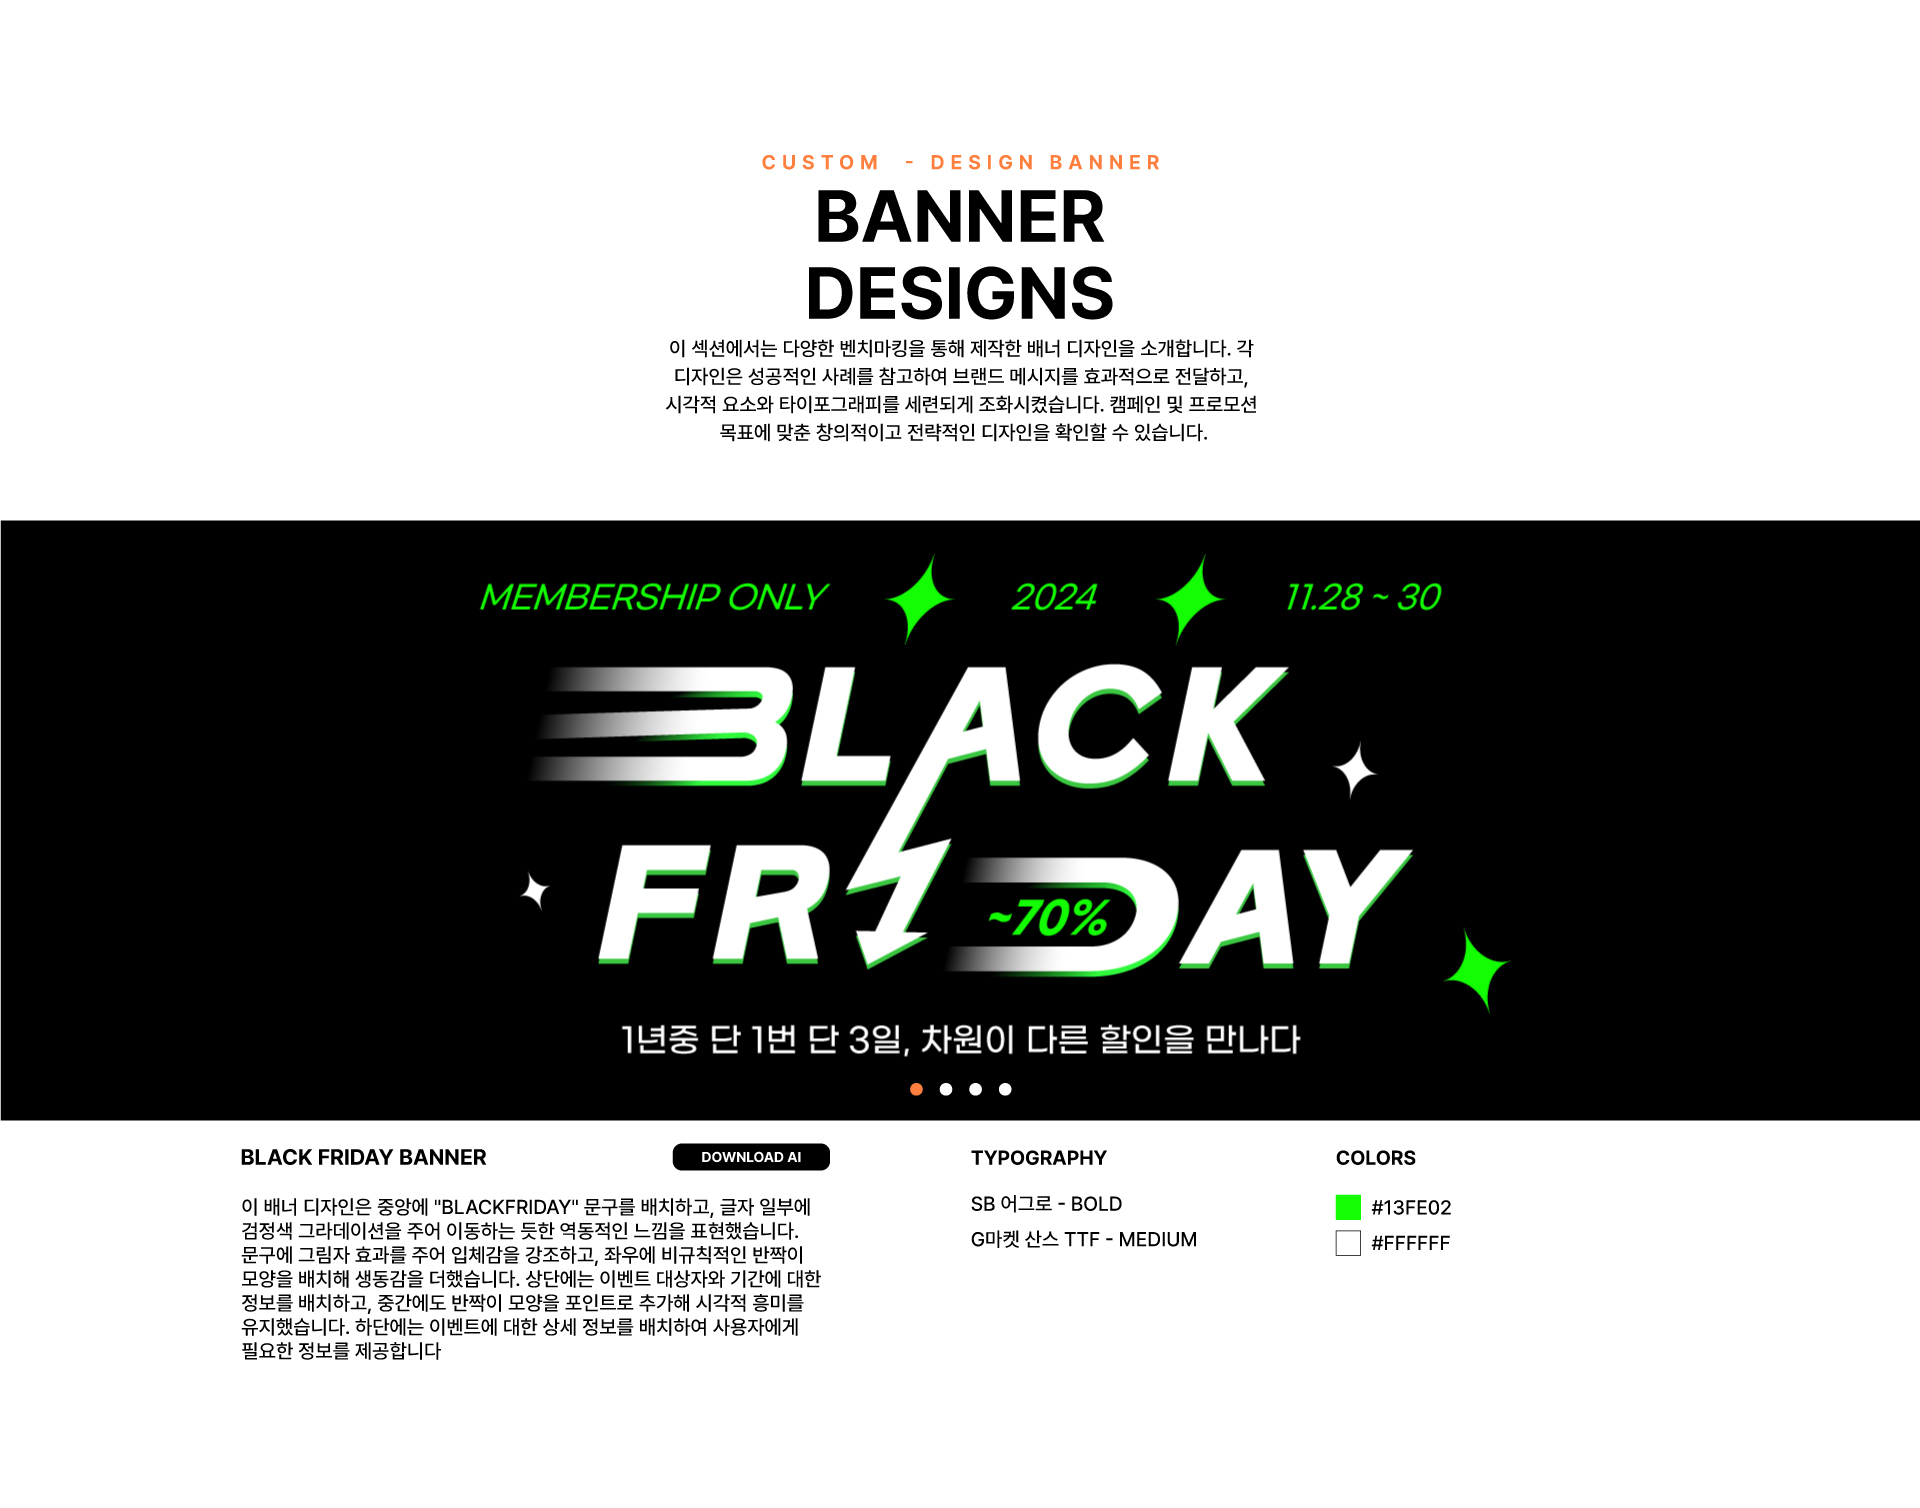 CUSTOM - DESIGN BANNER
BANNER
DESIGNS
이 섹션에서는 다양한 벤치마킹을 통해 제작한 배너 디자인을 소개합니다. 각
디자인은 성공적인 사례를 참고하여 브랜드 메시지를 효과적으로 전달하고,
시각적 요소와 타이포그래피를 세련되게 조화시켰습니다. 캠페인 및 프로모션
목표에 맞춘 창의적이고 전략적인 디자인을 확인할 수 있습니다.
MEMBERSHIP ONLY 2024 11.28 ~ 30
BLACK
FRIDAY
~70%
1년중 단 1번 단 3일, 차원이 다른 할인을 만나다
BLACK FRIDAY BANNER
DOWNLOAD AI
이 배너 디자인은 중앙에 "BLACKFRIDAY" 문구를 배치하고, 글자 일부에
검정색 그라데이션을 주어 이동하는 듯한 역동적인 느낌을 표현했습니다.
문구에 그림자 효과를 주어 입체감을 강조하고, 좌우에 비규칙적인 반짝이
모양을 배치해 생동감을 더했습니다. 상단에는 이벤트 대상자와 기간에 대한
정보를 배치하고, 중간에도 반짝이 모양을 포인트로 추가해 시각적 흥미를
유지했습니다. 하단에는 이벤트에 대한 상세 정보를 배치하여 사용자에게
필요한 정보를 제공합니다
TYPOGRAPHY
SB 어그로 - BOLD
G마켓 산스 TTF - MEDIUM
COLORS
#13FE02
#FFFFFF